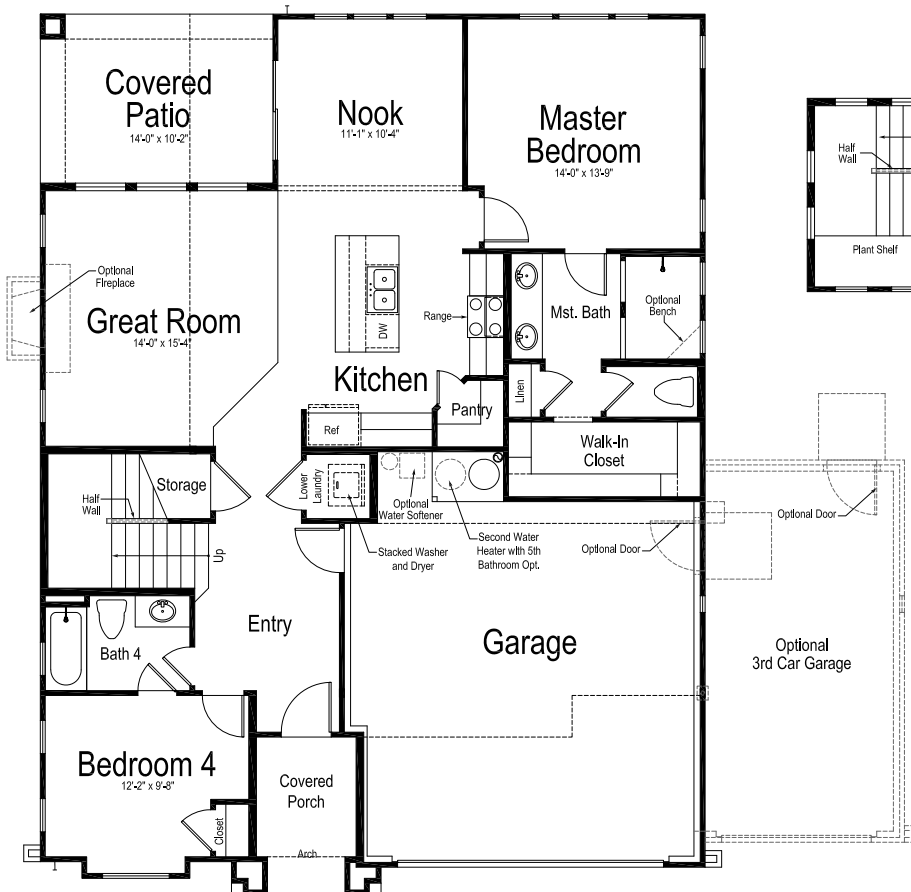 Covered
Patio
14'-0" x 10'-2"
Nook
11'-1" x 10'-4"
Master
Bedroom
14'-0" x 13'-9"
Half
Wall
Plant Shelf
Optional
Fireplace
Great Room
14'-0" x 15'-4"
DW
Range
Kitchen
Pantry
Ref
Mst. Bath
Optional
Bench
Linen
Walk-In
Closet
Storage
Half
Wall
Up
Lower
Laundry
Optional
Water Softener
Stacked Washer
and Dryer
Second Water
Heater with 5th
Bathroom Opt.
Optional Door
Optional Door
Bath 4
Entry
Garage
Optional
3rd Car Garage
Bedroom 4
12'-2" x 9'-8"
Closet
Covered
Porch
Arch